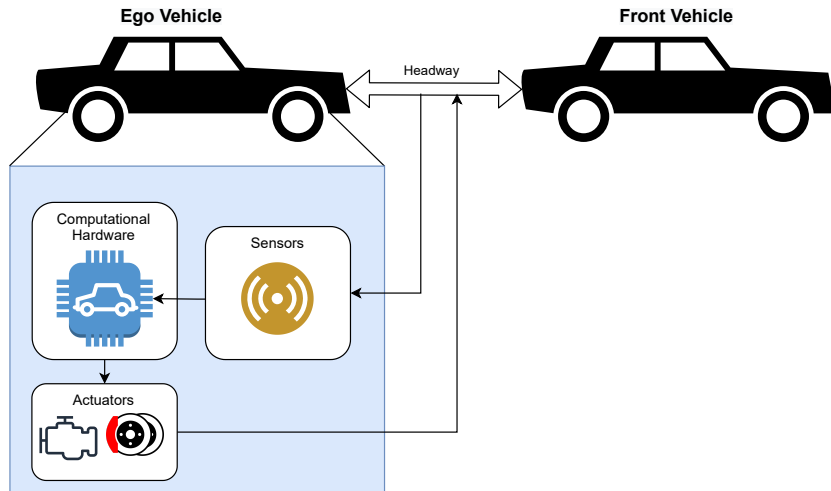 Ego Vehicle
Front Vehicle
Headway
Computational
Hardware
Sensors
Actuators